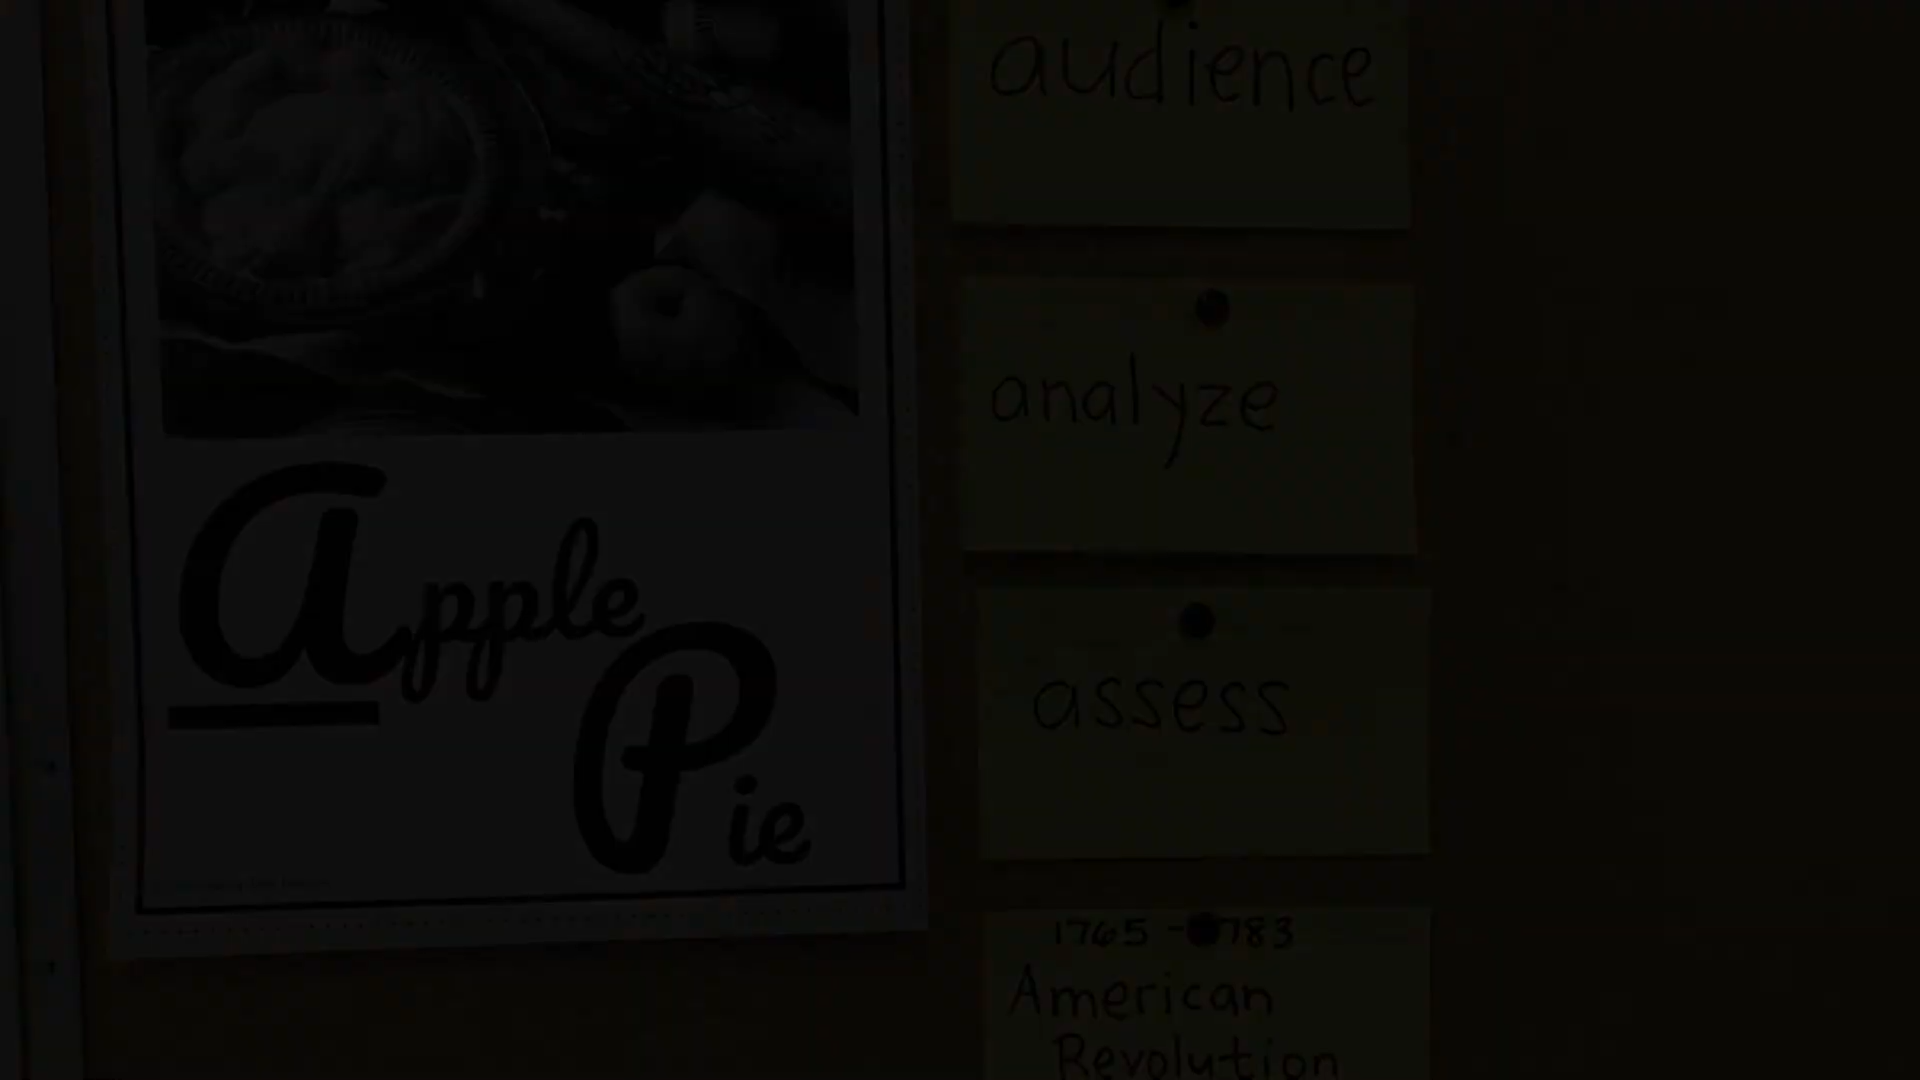 Apple
Pie
audience
analyze
assess
1765 - 1783
American
Revolution